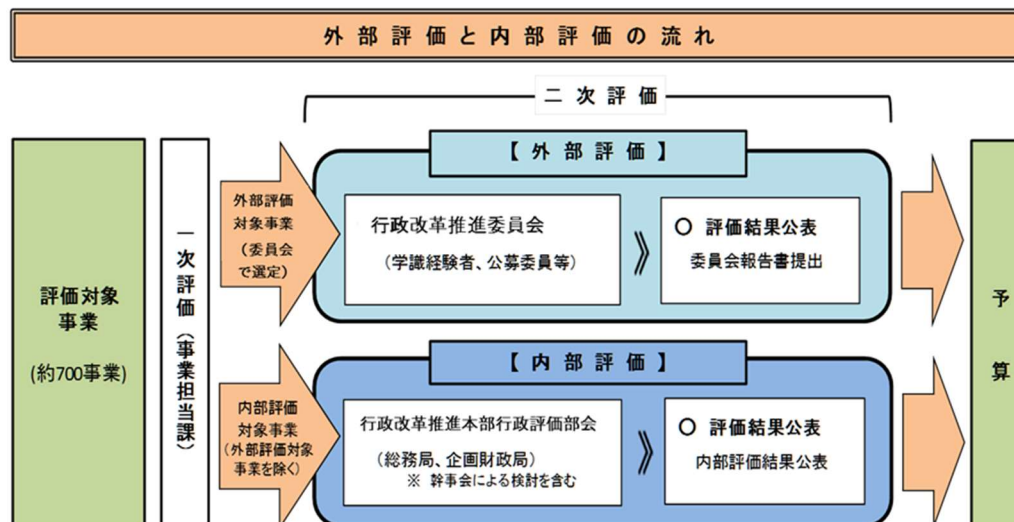 外部評価と内部評価の流れ
二次評価
評価対象
事業
(約700事業)
一次評価(事業担当課)
外部評価
対象事業
(委員会
で選定)
【外部評価】
行政改革推進委員会
(学識経験者、公募委員等)
》
〇 評価結果公表
委員会報告書提出
内部評価
対象事業
(外部評価対象
事業を除く)
【内部評価】
行政改革推進本部行政評価部会
(総務局、企画財政局)
※ 幹事会による検討を含む
》
〇 評価結果公表
内部評価結果公表
予算